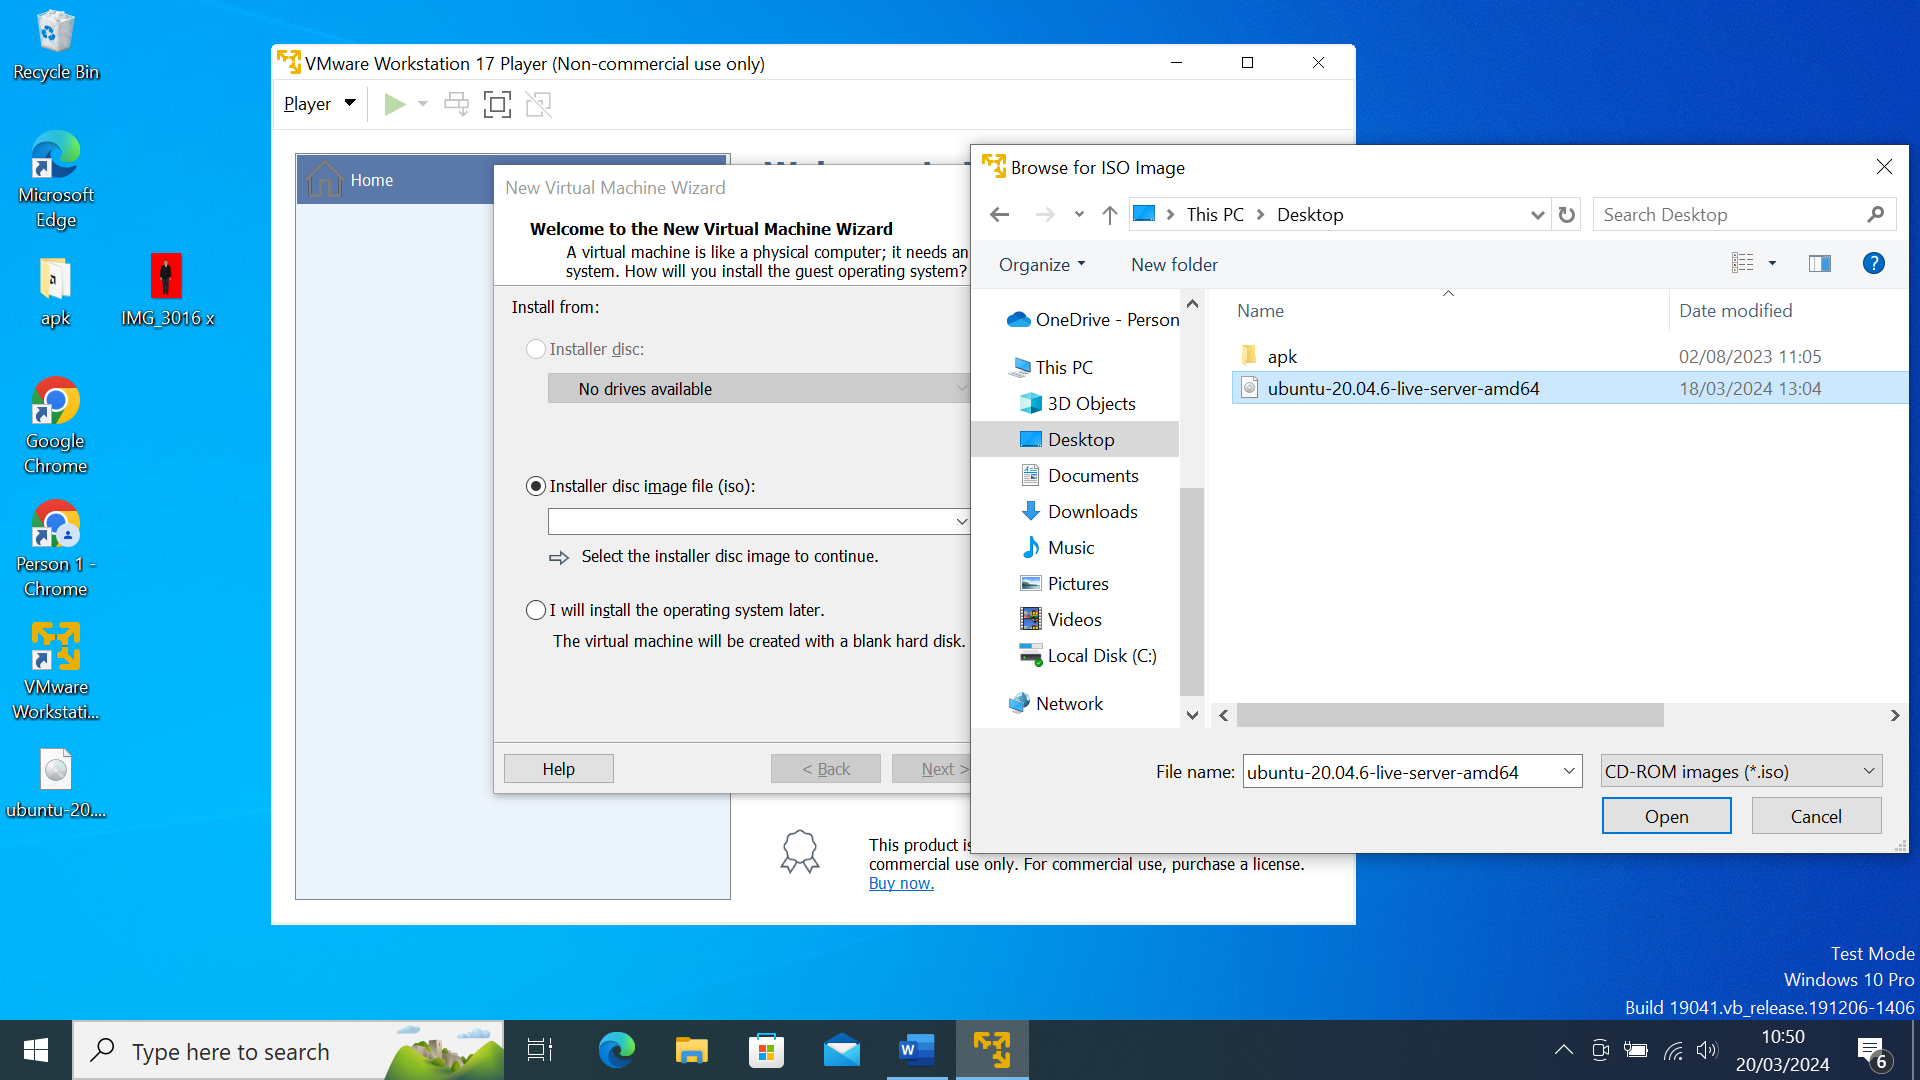 Recycle Bin
Microsoft
Edge
apk
IMG_3016 x
Google
Chrome
Person 1 -
Chrome
VMware
Workstati...
ubuntu-20....
VMware Workstation 17 Player (Non-commercial use only)
Player
Home
New Virtual Machine Wizard
Welcome to the New Virtual Machine Wizard
A virtual machine is like a physical computer; it needs an
system. How will you install the guest operating system?
Install from:
Installer disc:
No drives available
Installer disc image file (iso):
Select the installer disc image to continue.
I will install the operating system later.
The virtual machine will be created with a blank hard disk.
Help
< Back
Next >
This product is
commercial use only. For commercial use, purchase a license.
Buy now.
Browse for ISO Image
This PC
Desktop
Search Desktop
Organize
New folder
OneDrive - Person
This PC
3D Objects
Desktop
Documents
Downloads
Music
Pictures
Videos
Local Disk (C:)
Network
Name
Date modified
apk
02/08/2023 11:05
ubuntu-20.04.6-live-server-amd64
18/03/2024 13:04
File name:
ubuntu-20.04.6-live-server-amd64
CD-ROM images (*.iso)
Open
Cancel
Test Mode
Windows 10 Pro
Build 19041.vb_release.191206-1406
Type here to search
10:50
20/03/2024
6